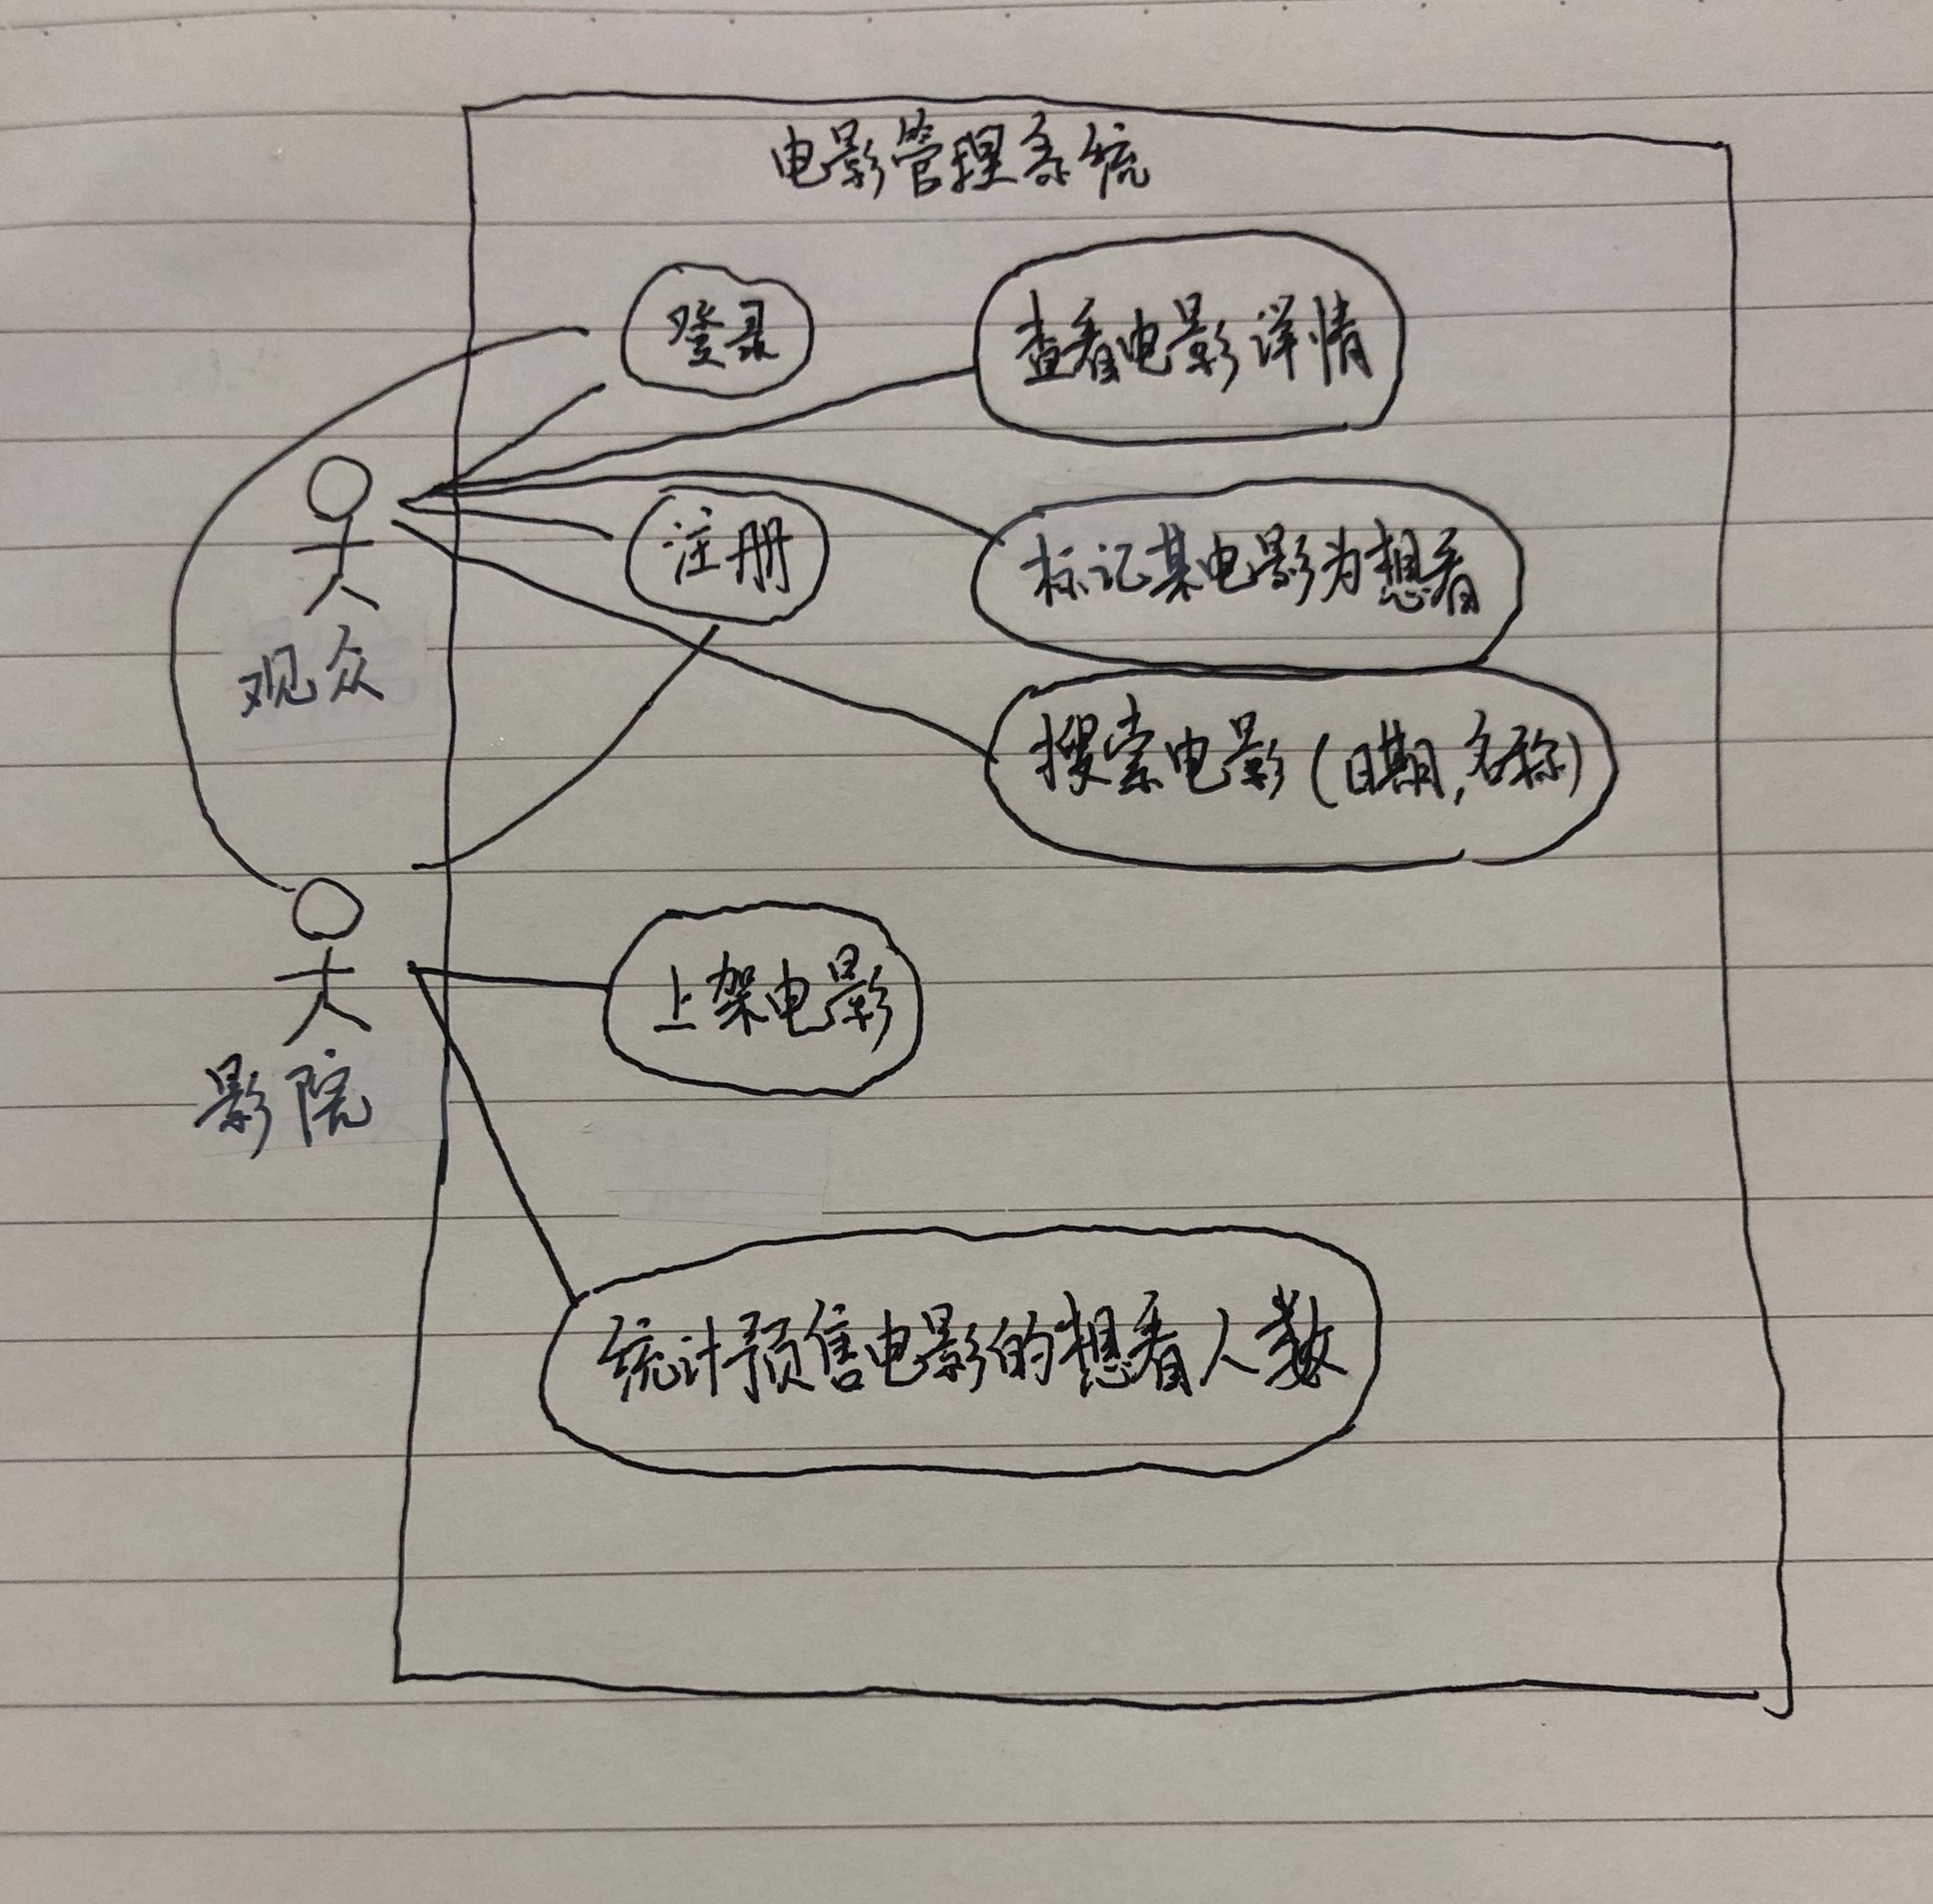 电影管理系统
登录
查看电影详情
注册
标记某电影为想看
观众
搜索电影(日期,名称)
上架电影
影院
统计预售电影的想看人数